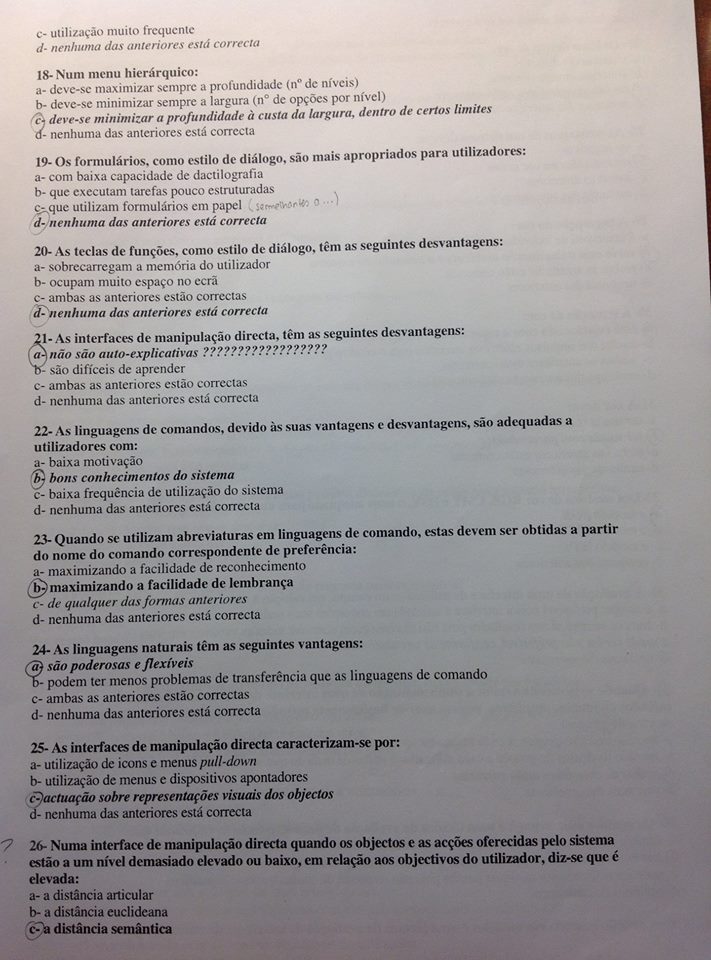 c- utilização muito frequente
d- nenhuma das anteriores está correcta
18- Num menu hierárquico:
a- deve-se maximizar sempre a profundidade (nº de níveis)
b- deve-se minimizar sempre a largura (nº de opções por nível)
c- deve-se minimizar a profundidade à custa da largura, dentro de certos limites
d- nenhuma das anteriores está correcta
19- Os formulários, como estilo de diálogo, são mais apropriados para utilizadores:
a- com baixa capacidade de dactilografia
b- que executam tarefas pouco estruturadas
c- que utilizam formulários em papel (semelhantes a ...)
d- nenhuma das anteriores está correcta
20- As teclas de funções, como estilo de diálogo, têm as seguintes desvantagens:
a- sobrecarregam a memória do utilizador
b- ocupam muito espaço no ecrã
c- ambas as anteriores estão correctas
d- nenhuma das anteriores está correcta
21- As interfaces de manipulação directa, têm as seguintes desvantagens:
a- não são auto-explicativas ??????????????????
b- são difíceis de aprender
c- ambas as anteriores estão correctas
d- nenhuma das anteriores está correcta
22- As linguagens de comandos, devido às suas vantagens e desvantagens, são adequadas a
utilizadores com:
a- baixa motivação
b- bons conhecimentos do sistema
c- baixa frequência de utilização do sistema
d- nenhuma das anteriores está correcta
23- Quando se utilizam abreviaturas em linguagens de comando, estas devem ser obtidas a partir
do nome do comando correspondente de preferência:
a- maximizando a facilidade de reconhecimento
b- maximizando a facilidade de lembrança
c- de qualquer das formas anteriores
d- nenhuma das anteriores está correcta
24- As linguagens naturais têm as seguintes vantagens:
a- são poderosas e flexíveis
b- podem ter menos problemas de transferência que as linguagens de comando
c- ambas as anteriores estão correctas
d- nenhuma das anteriores está correcta
25- As interfaces de manipulação directa caracterizam-se por:
a- utilização de icons e menus pull-down
b- utilização de menus e dispositivos apontadores
c- actuação sobre representações visuais dos objectos
d- nenhuma das anteriores está correcta
? 26- Numa interface de manipulação directa quando os objectos e as acções oferecidas pelo sistema
estão a um nível demasiado elevado ou baixo, em relação aos objectivos do utilizador, diz-se que é
elevada:
a- a distância articular
b- a distância euclideana
c- a distância semântica